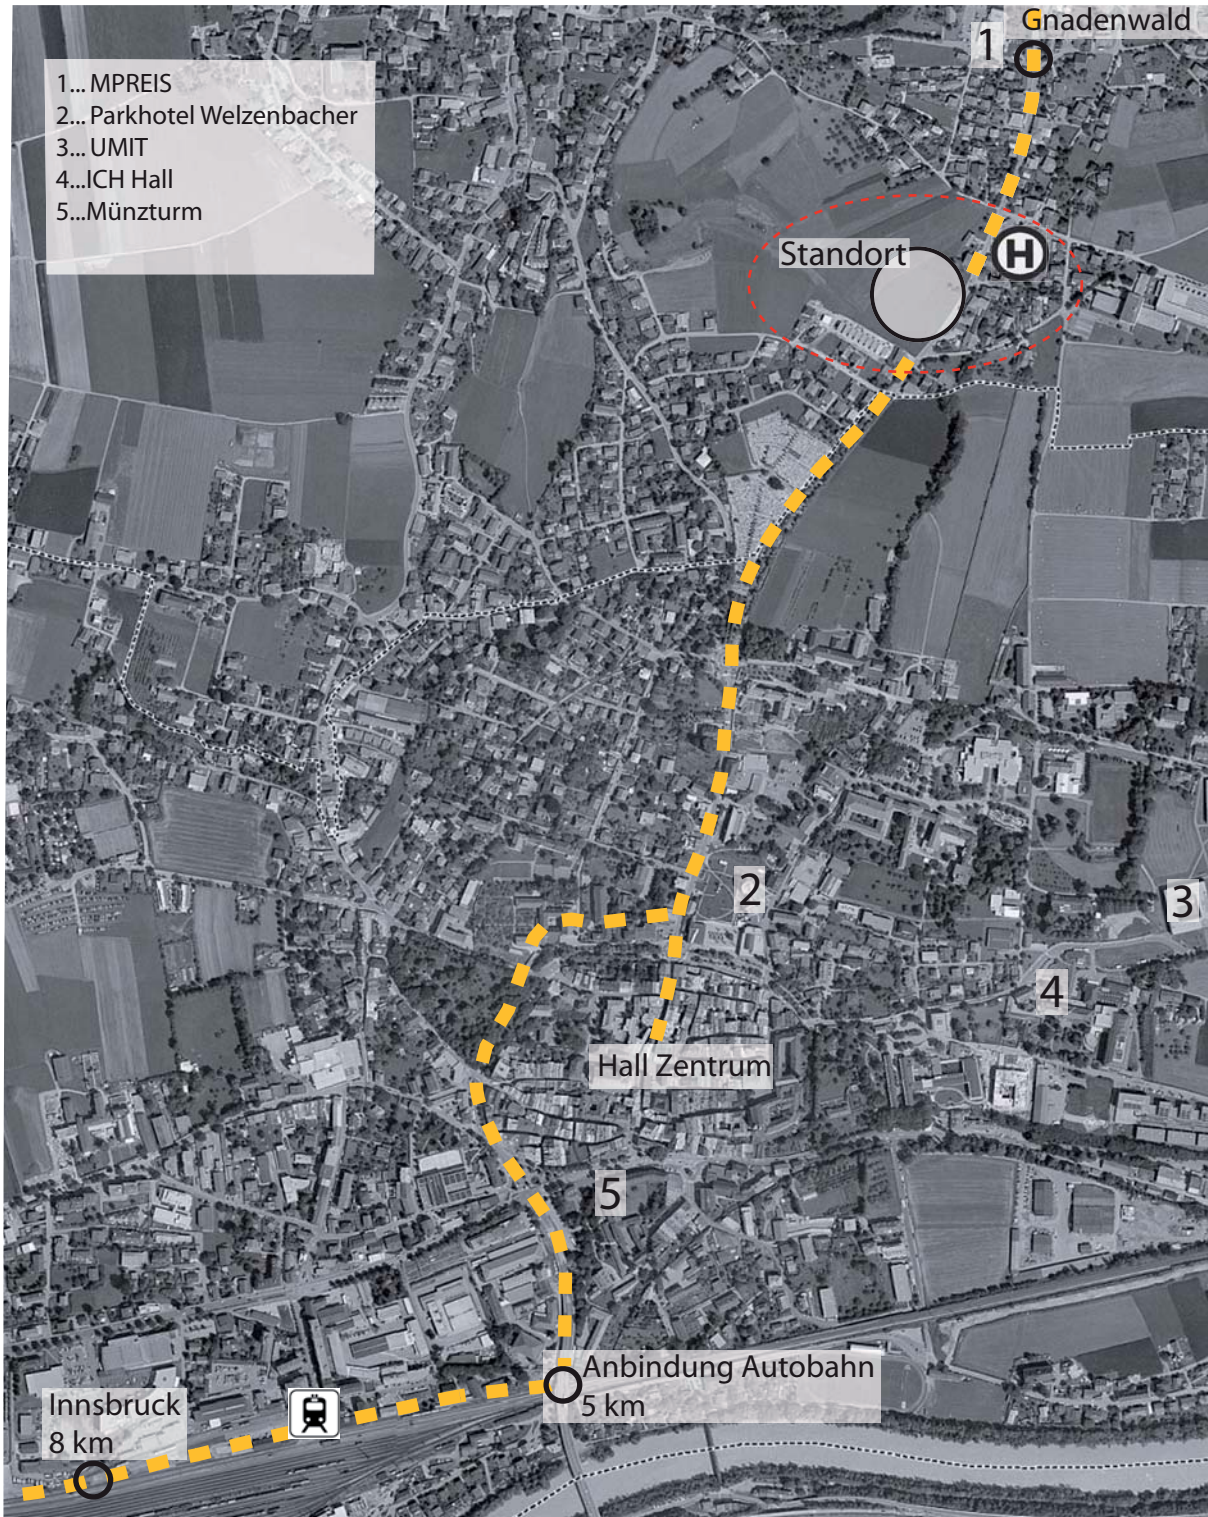 Gnadenwald
1
1... MPREIS
2... Parkhotel Welzenbacher
3... UMIT
4...ICH Hall
5...Münzturm
Standort
H
2
3
4
Hall Zentrum
5
Anbindung Autobahn
5 km
Innsbruck
8 km